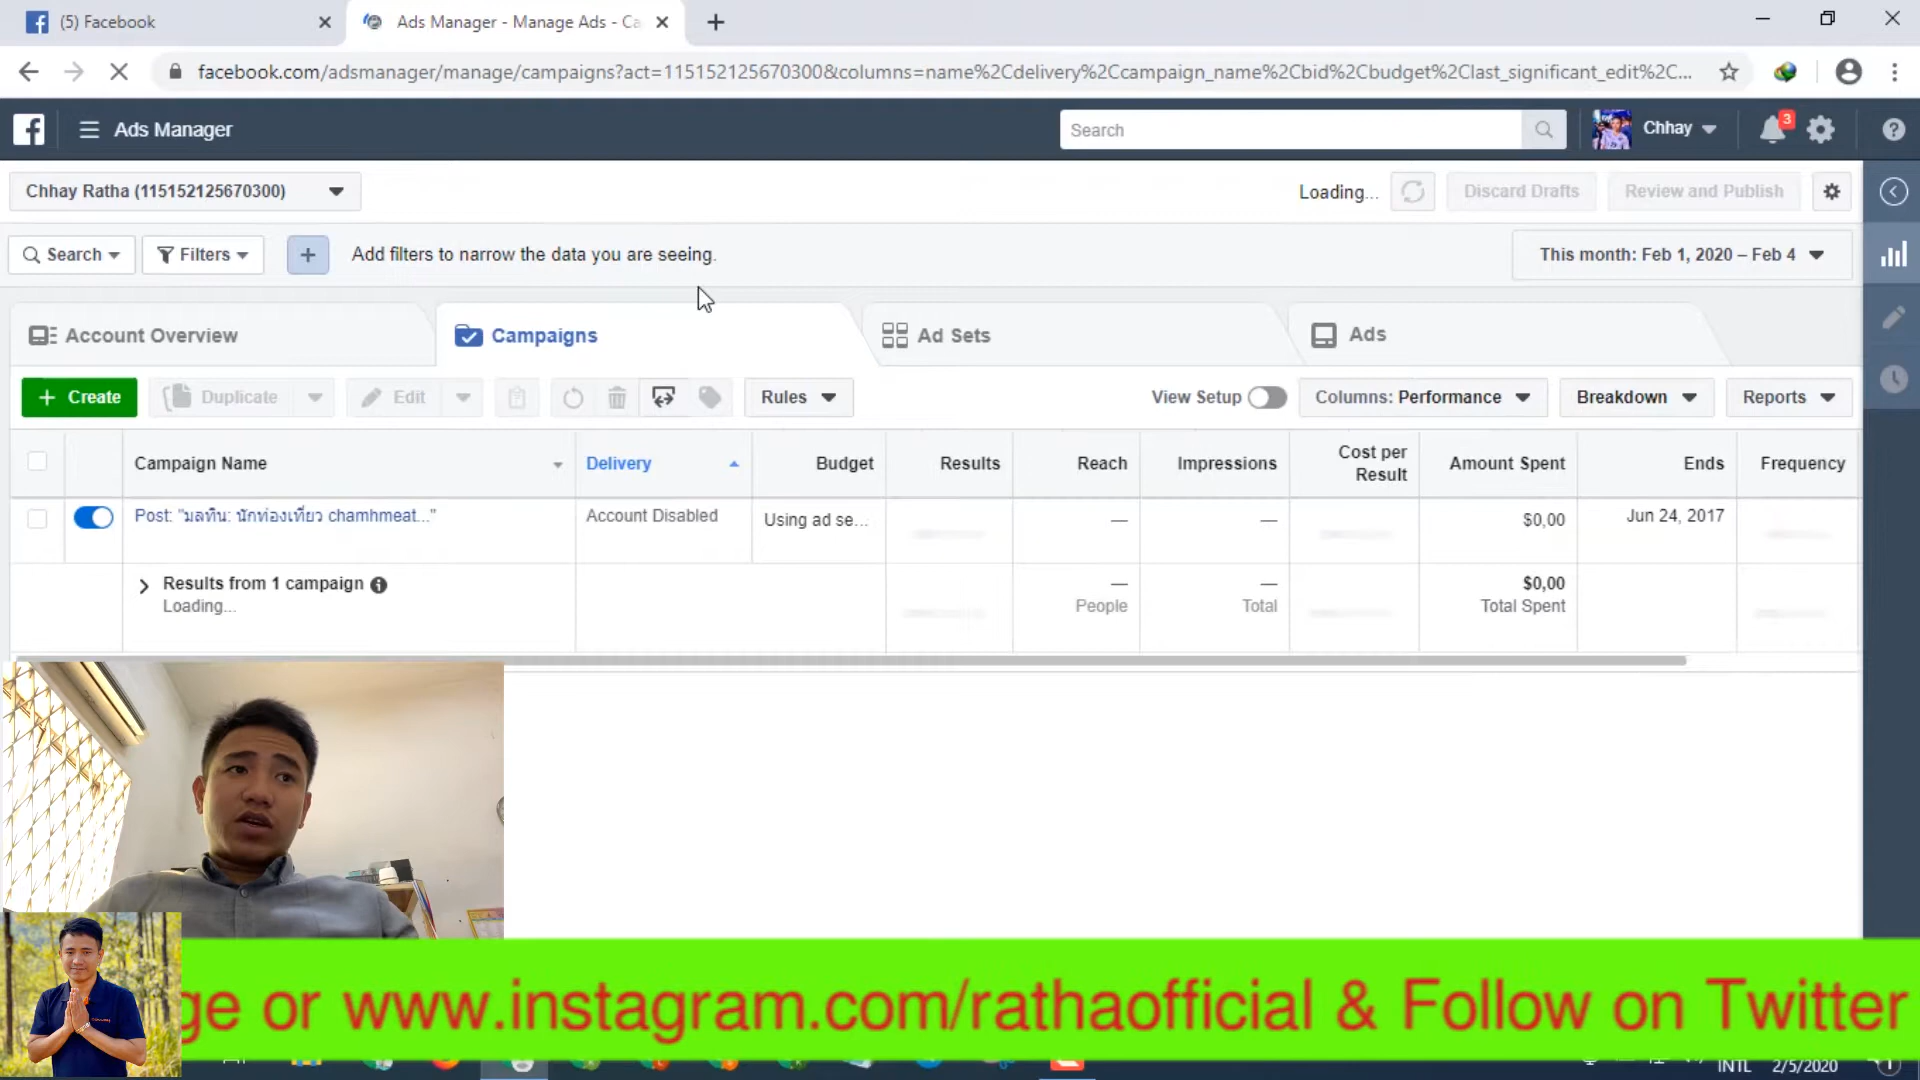 (5) Facebook
Ads Manager - Manage Ads - Ca
facebook.com/adsmanager/manage/campaigns?act=115152125670300&columns=name%2Cdelivery%2Ccampaign_name%2Cbid%2Cbudget%2Clast_significant_edit%2C...
Ads Manager
Search
Chhay
3
Chhay Ratha (115152125670300)
Loading...
Discard Drafts
Review and Publish
Search
Filters
Add filters to narrow the data you are seeing.
This month: Feb 1, 2020 – Feb 4
Account Overview
Campaigns
Ad Sets
Ads
+ Create
Duplicate
Edit
Rules
View Setup
Columns: Performance
Breakdown
Reports
Campaign Name
Delivery
Budget
Results
Reach
Impressions
Cost per
Result
Amount Spent
Ends
Frequency
Post: "มลทิน: นักท่องเที่ยว chamhmeat..."
Account Disabled
Using ad se...
—
—
$0,00
Jun 24, 2017
Results from 1 campaign
Loading...
—
People
—
Total
$0,00
Total Spent
ge or www.instagram.com/rathaofficial & Follow on Twitter
INTL
2/5/2020